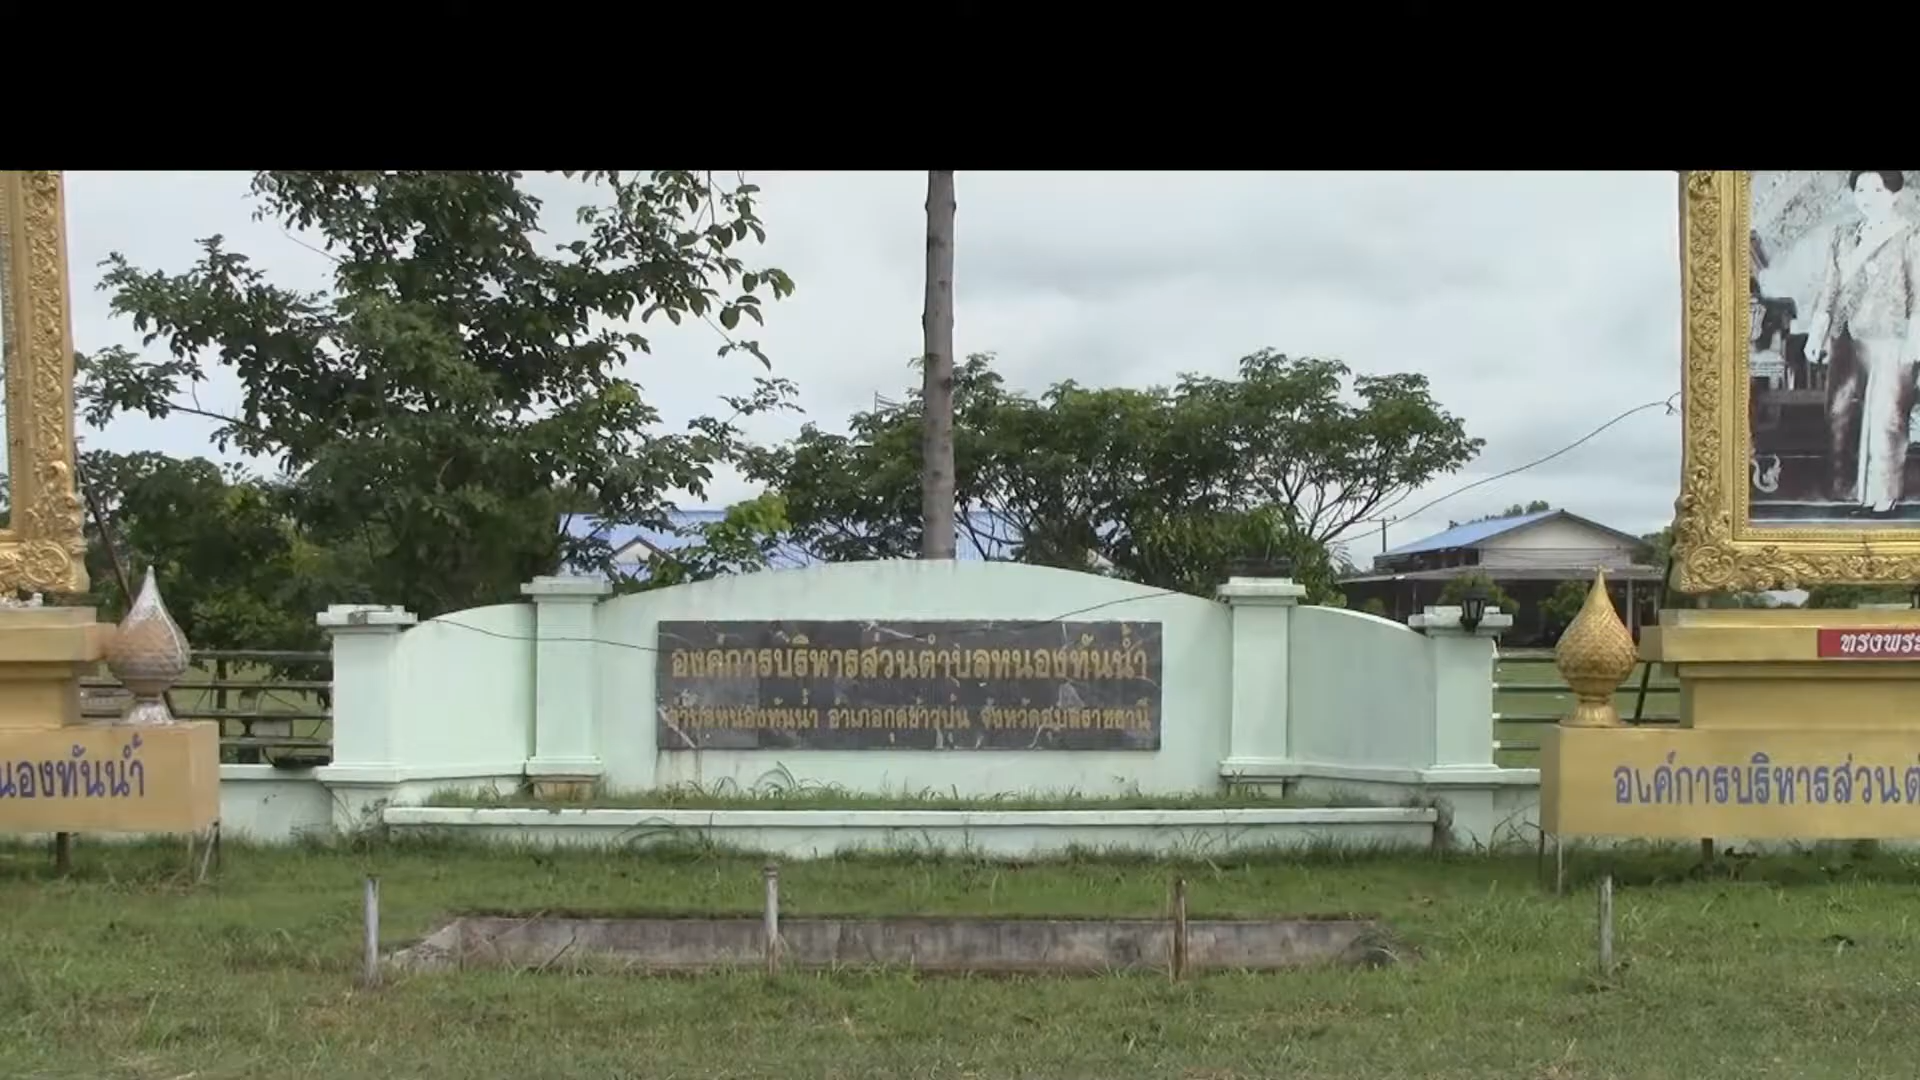 องค์การบริหารส่วนตำบลหนองทันน้ำ
ตำบลหนองทันน้ำ อำเภอกุดข้าวปุ้น จังหวัดอุบลราชธานี
นองทันน้ำ
ทรงพระ
องค์การบริหารส่วนตำ